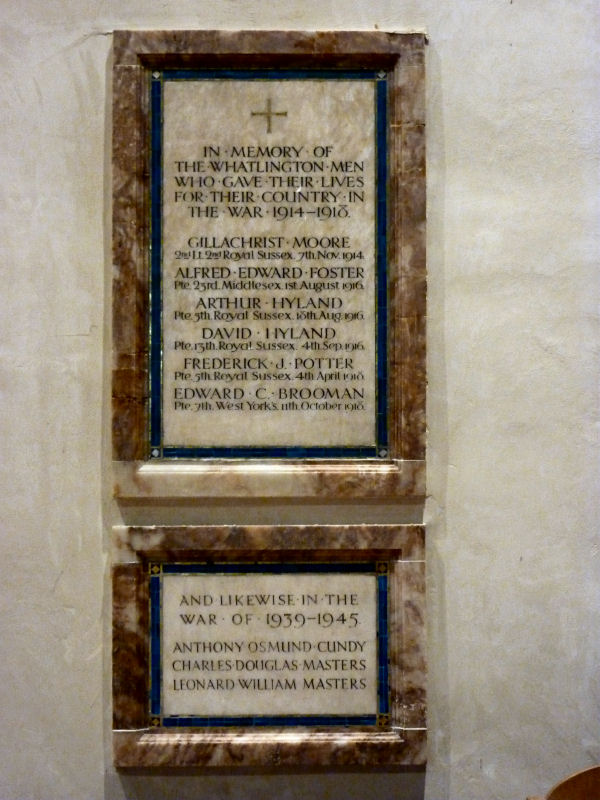 IN · MEMORY · OF
THE · WHATLINGTON · MEN
WHO · GAVE · THEIR · LIVES
FOR · THEIR · COUNTRY · IN
THE · WAR · 1914–1918.
GILLACHRIST · MOORE
2nd Lt. 2nd Royal Sussex. 7th. Nov. 1914.
ALFRED · EDWARD · FOSTER
Pte. 23rd. Middlesex. 1st. August 1916.
ARTHUR · HYLAND
Pte. 9th. Royal Sussex. 18th. Aug. 1916.
DAVID · HYLAND
Pte. 13th. Royal Sussex. 4th. Sep. 1916.
FREDERICK · J. · POTTER
Pte. 5th. Royal Sussex. 4th. April 1918.
EDWARD · C. · BROOMAN
Pte. 7th. West York's. 11th. October 1918.
AND LIKEWISE · IN · THE
WAR · OF · 1939–1945.
ANTHONY OSMUND · CUNDY
CHARLES · DOUGLAS · MASTERS
LEONARD WILLIAM MASTERS